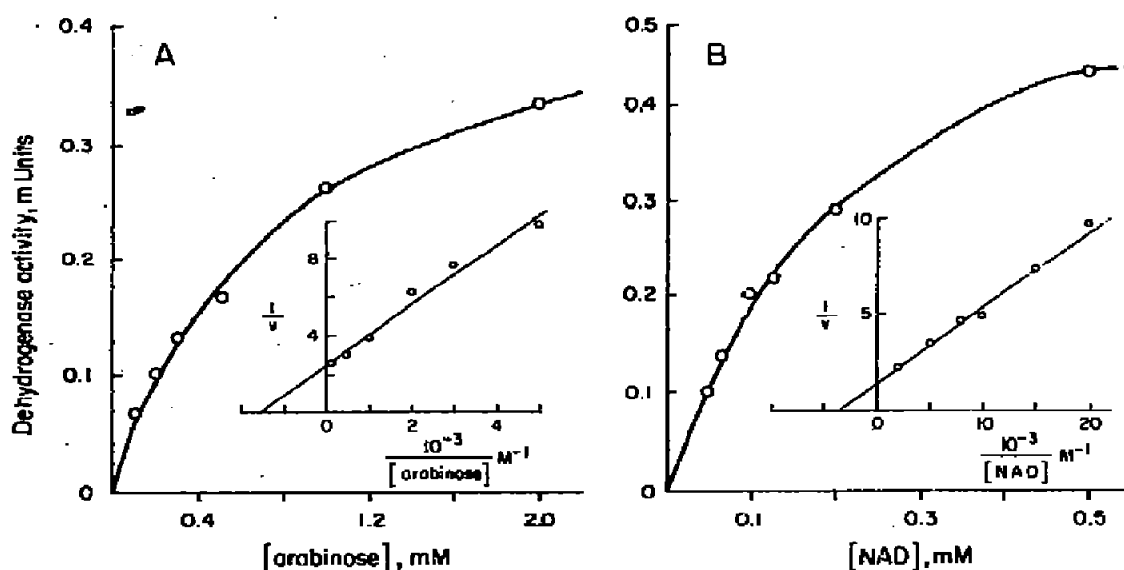 A
B
Dehydrogenase activity, m Units
0.4
0.3
0.2
0.1
0
0.4
1.2
2.0
[arabinose], mM
8
4
0
2
4
1
v
10⁻³
[arabinose]
M⁻¹
0.5
0.4
0.3
0.2
0.1
0
0.1
0.3
0.5
[NAD], mM
10
5
0
10
20
1
v
10⁻³
[NAD]
M⁻¹